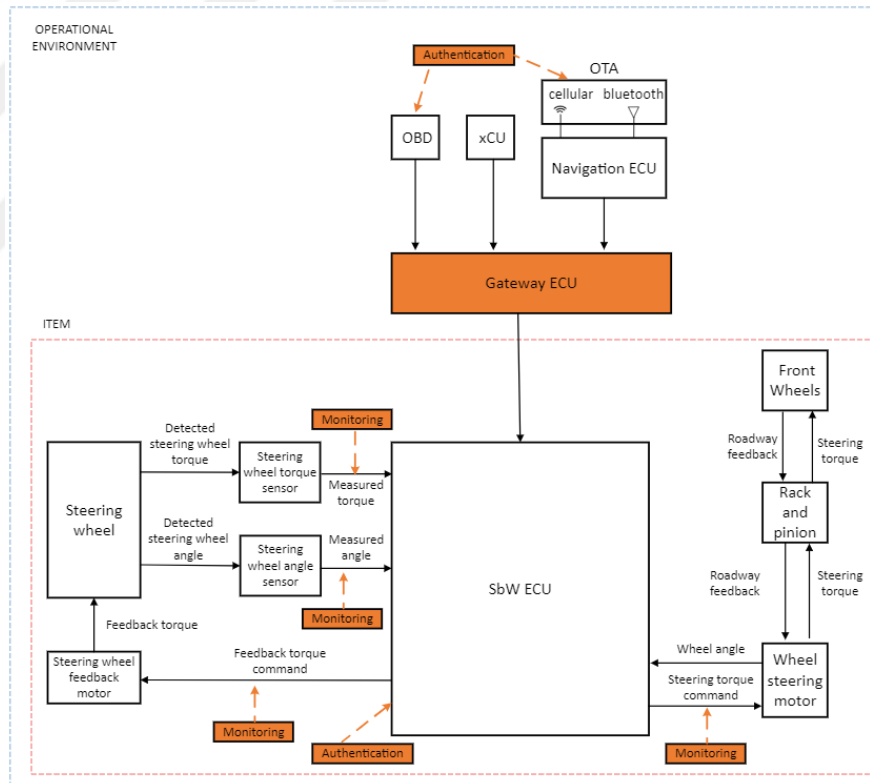 OPERATIONAL
ENVIRONMENT
Authentication
OTA
cellular bluetooth
OBD
xCU
Navigation ECU
Gateway ECU
ITEM
Front
Wheels
Roadway
feedback
Steering
torque
Rack
and
pinion
Roadway
feedback
Steering
torque
Detected
steering wheel
torque
Monitoring
Steering
wheel torque
sensor
Measured
torque
Steering
wheel
Detected
steering wheel
angle
Steering
wheel angle
sensor
Measured
angle
Monitoring
SbW ECU
Feedback torque
Steering wheel
feedback
motor
Feedback torque
command
Monitoring
Authentication
Wheel angle
Steering torque
command
Wheel
steering
motor
Monitoring